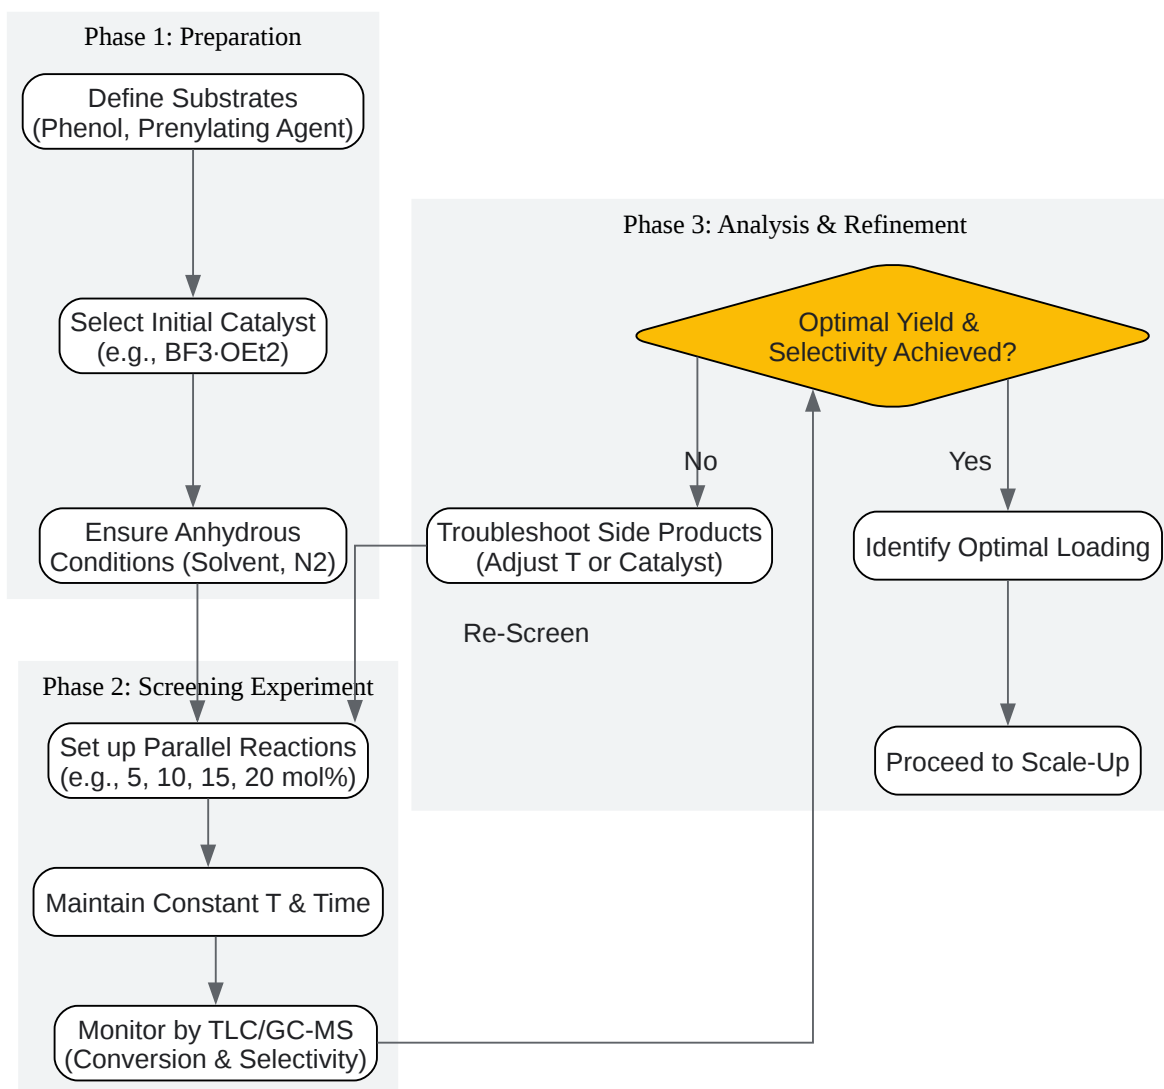 Phase 1: Preparation
Define Substrates
(Phenol, Prenylating Agent)
Select Initial Catalyst
(e.g., BF3·OEt2)
Ensure Anhydrous
Conditions (Solvent, N2)
Phase 2: Screening Experiment
Set up Parallel Reactions
(e.g., 5, 10, 15, 20 mol%)
Maintain Constant T & Time
Monitor by TLC/GC-MS
(Conversion & Selectivity)
Phase 3: Analysis & Refinement
Optimal Yield &
Selectivity Achieved?
No
Yes
Troubleshoot Side Products
(Adjust T or Catalyst)
Re-Screen
Identify Optimal Loading
Proceed to Scale-Up